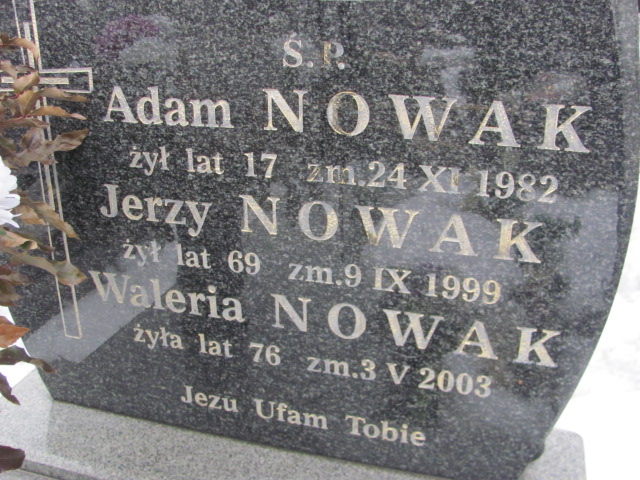 Ś.P.
Adam NOWAK
żył lat 17 zm.24 XI 1982
Jerzy NOWAK
żył lat 69 zm.9 IX 1999
Waleria NOWAK
żyła lat 76 zm.3 V 2003
Jezu Ufam Tobie